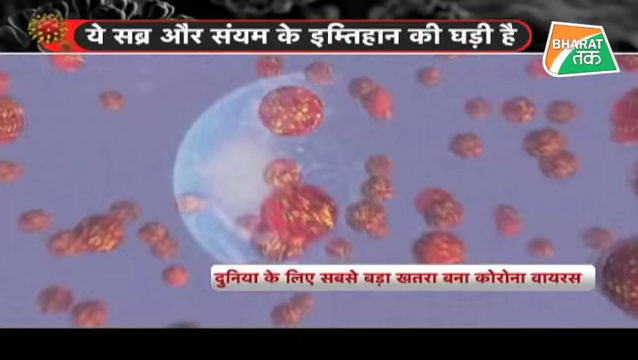 ये सब्र और संयम के इम्तिहान की घड़ी है
BHARAT
तक
दुनिया के लिए सबसे बड़ा खतरा बना कोरोना वायरस